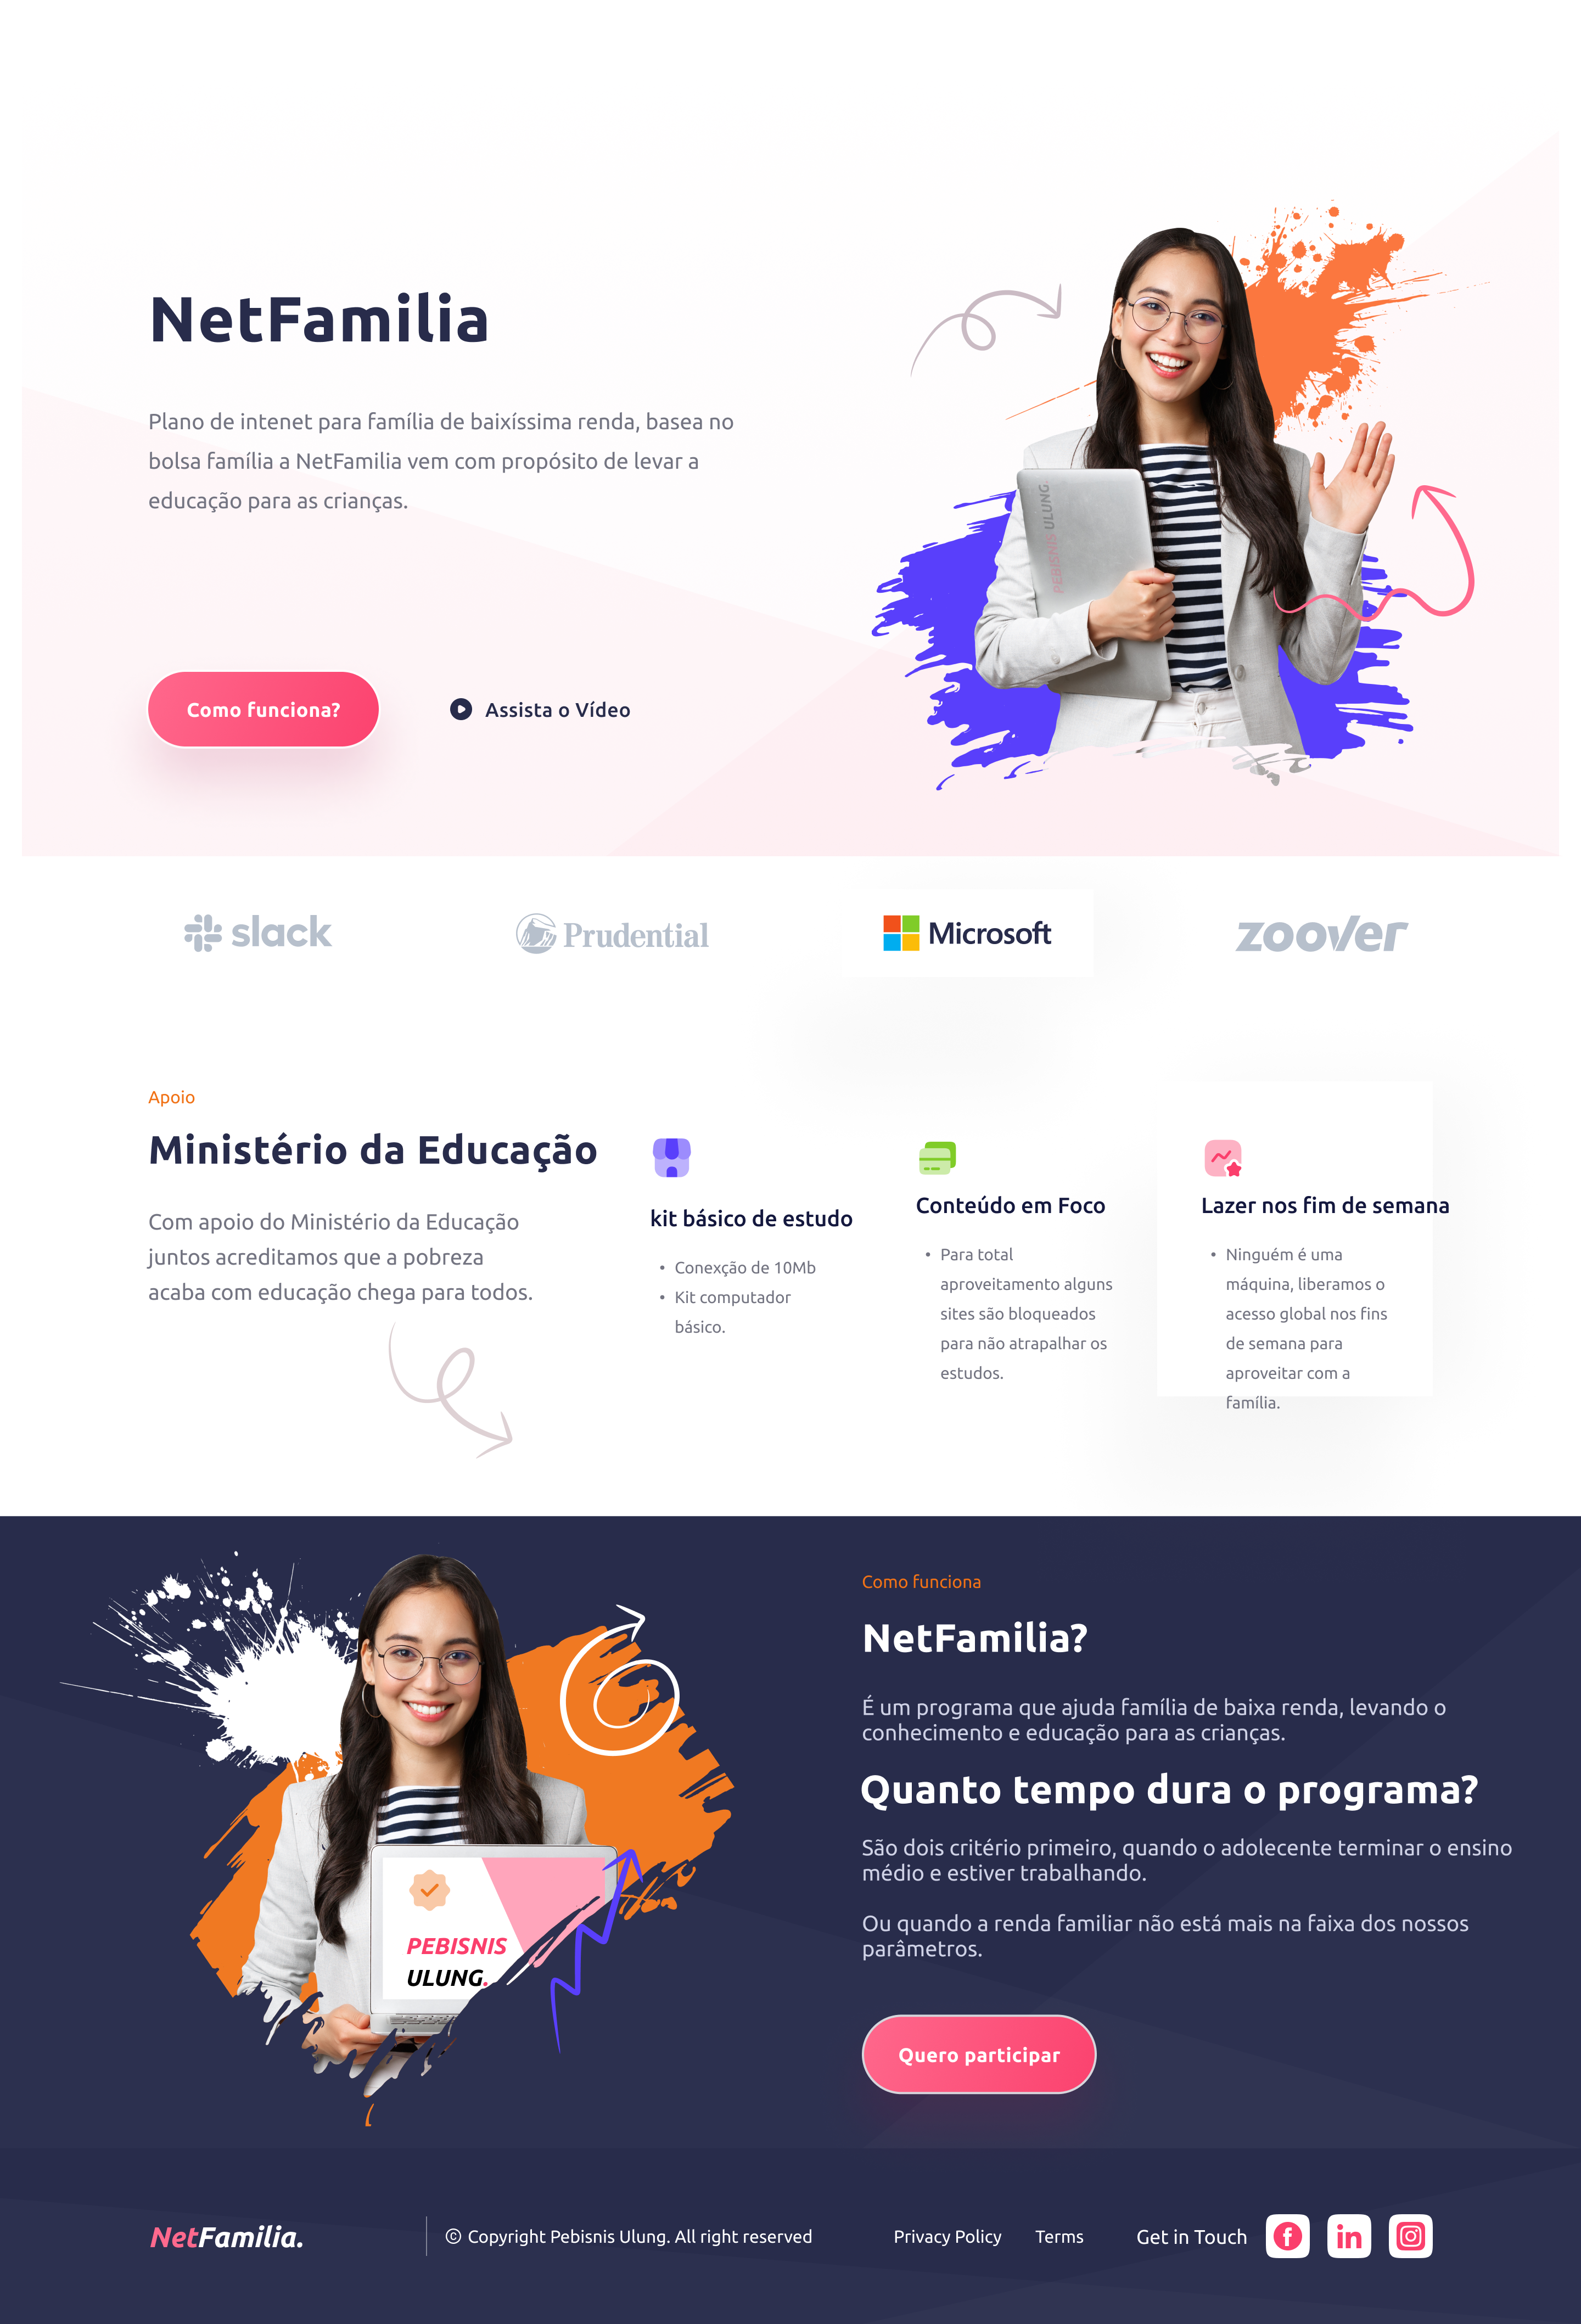 NetFamilia
Plano de intenet para família de baixíssima renda, basea no
bolsa família a NetFamilia vem com propósito de levar a
educação para as crianças.
PEBISNIS ULUNG.
Como funciona?
Assista o Vídeo
slack
Prudential
Microsoft
zoover
Apoio
Ministério da Educação
Com apoio do Ministério da Educação
juntos acreditamos que a pobreza
acaba com educação chega para todos.
kit básico de estudo
• Conexção de 10Mb
• Kit computador
básico.
Conteúdo em Foco
• Para total
aproveitamento alguns
sites são bloqueados
para não atrapalhar os
estudos.
Lazer nos fim de semana
• Ninguém é uma
máquina, liberamos o
acesso global nos fins
de semana para
aproveitar com a
família.
Como funciona
NetFamilia?
É um programa que ajuda família de baixa renda, levando o
conhecimento e educação para as crianças.
Quanto tempo dura o programa?
São dois critério primeiro, quando o adolecente terminar o ensino
médio e estiver trabalhando.
Ou quando a renda familiar não está mais na faixa dos nossos
parâmetros.
PEBISNIS
ULUNG.
Quero participar
NetFamilia.
© Copyright Pebisnis Ulung. All right reserved
Privacy Policy
Terms
Get in Touch
in